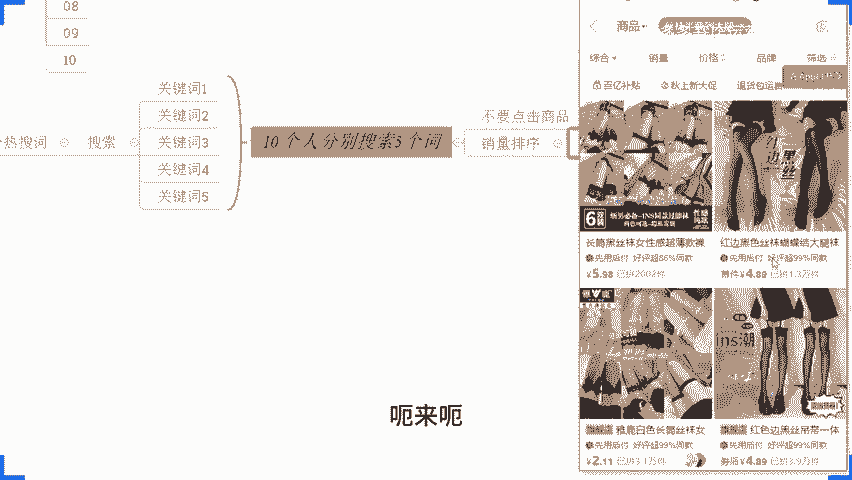 08
09
10
关键词1
关键词2
个热搜词
搜索
关键词3
关键词4
关键词5
10 个人分别搜索5 个词
不要点击商品
销量排序
商品
综合
销量
价格
品牌
筛选
百亿补贴
秋上新大促
退货包运费
红边黑丝
6双装
长筒黑丝袜女性感超薄款裸
先用后付 好评超86%同款
¥5.98
红边黑色丝袜蝴蝶结大腿袜
先用后付 好评超99%同款
¥4.89
ins潮
雅鹿白色长筒丝袜女
先用后付 好评超99%同款
¥2.11
红色边黑丝吊带一体
先用后付 好评超99%同款
¥4.89
呃来呃